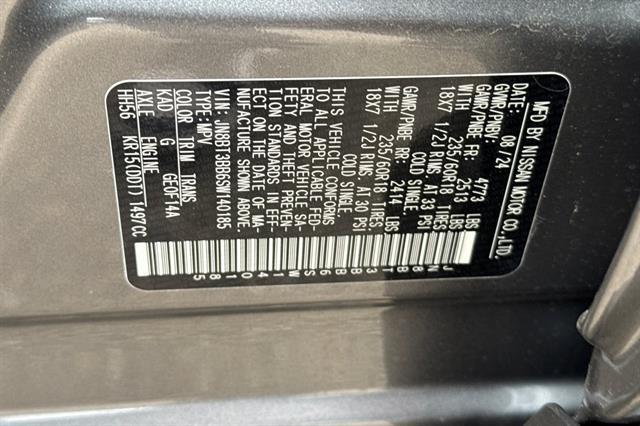 MFD BY NISSAN MOTOR CO.,LTD.
DATE: 08/24
GVWR/PNBV: 4773 LBS
GAWR/PBE FR: 2513 LBS
WITH 235/60R18 TIRES
18X7 1/2J RIMS, AT 33 PSI
COLD SINGLE.
GAWR/PBE RR: 2414 LBS
WITH 235/60R18 TIRES
18X7 1/2J RIMS, AT 30 PSI
COLD SINGLE.
THIS VEHICLE CONFORMS
TO ALL APPLICABLE FED-
ERAL MOTOR VEHICLE SA-
FETY AND THEFT PREVEN-
TION STANDARDS IN EFF-
ECT ON THE DATE OF MA-
NUFACTURE SHOWN ABOVE.
VIN: JN8BT3BB6SW140185
TYPE: MPV
COLOR TRIM TRANS
KAD G GE0F14A
AXLE ENGINE
HH56 KR15(DDT) 1497CC
JN8BT3BB6SW140185